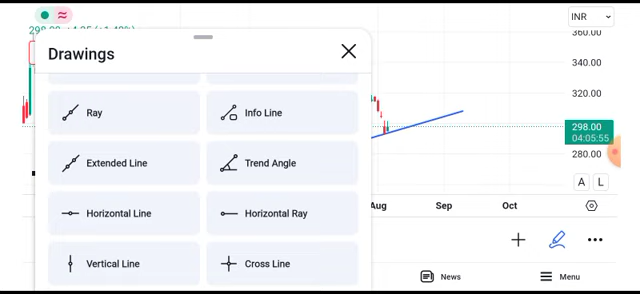 INR
360.00
Drawings
340.00
Ray
Info Line
320.00
298.00
04:05:55
Extended Line
Trend Angle
280.00
A
L
Horizontal Line
Horizontal Ray
Aug
Sep
Oct
Vertical Line
Cross Line
News
Menu